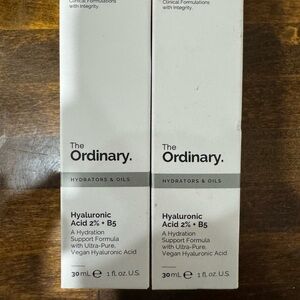 Clinical Formulations
with Integrity.
The
Ordinary.
HYDRATORS & OILS
Hyaluronic
Acid 2% + B5
A Hydration
Support Formula
with Ultra-Pure,
Vegan Hyaluronic Acid
30 mL ℮ 1 fl. oz. U.S.
Clinical Formulations
with Integrity.
The
Ordinary.
HYDRATORS & OILS
Hyaluronic
Acid 2% + B5
A Hydration
Support Formula
with Ultra-Pure,
Vegan Hyaluronic Acid
30 mL ℮ 1 fl. oz. U.S.